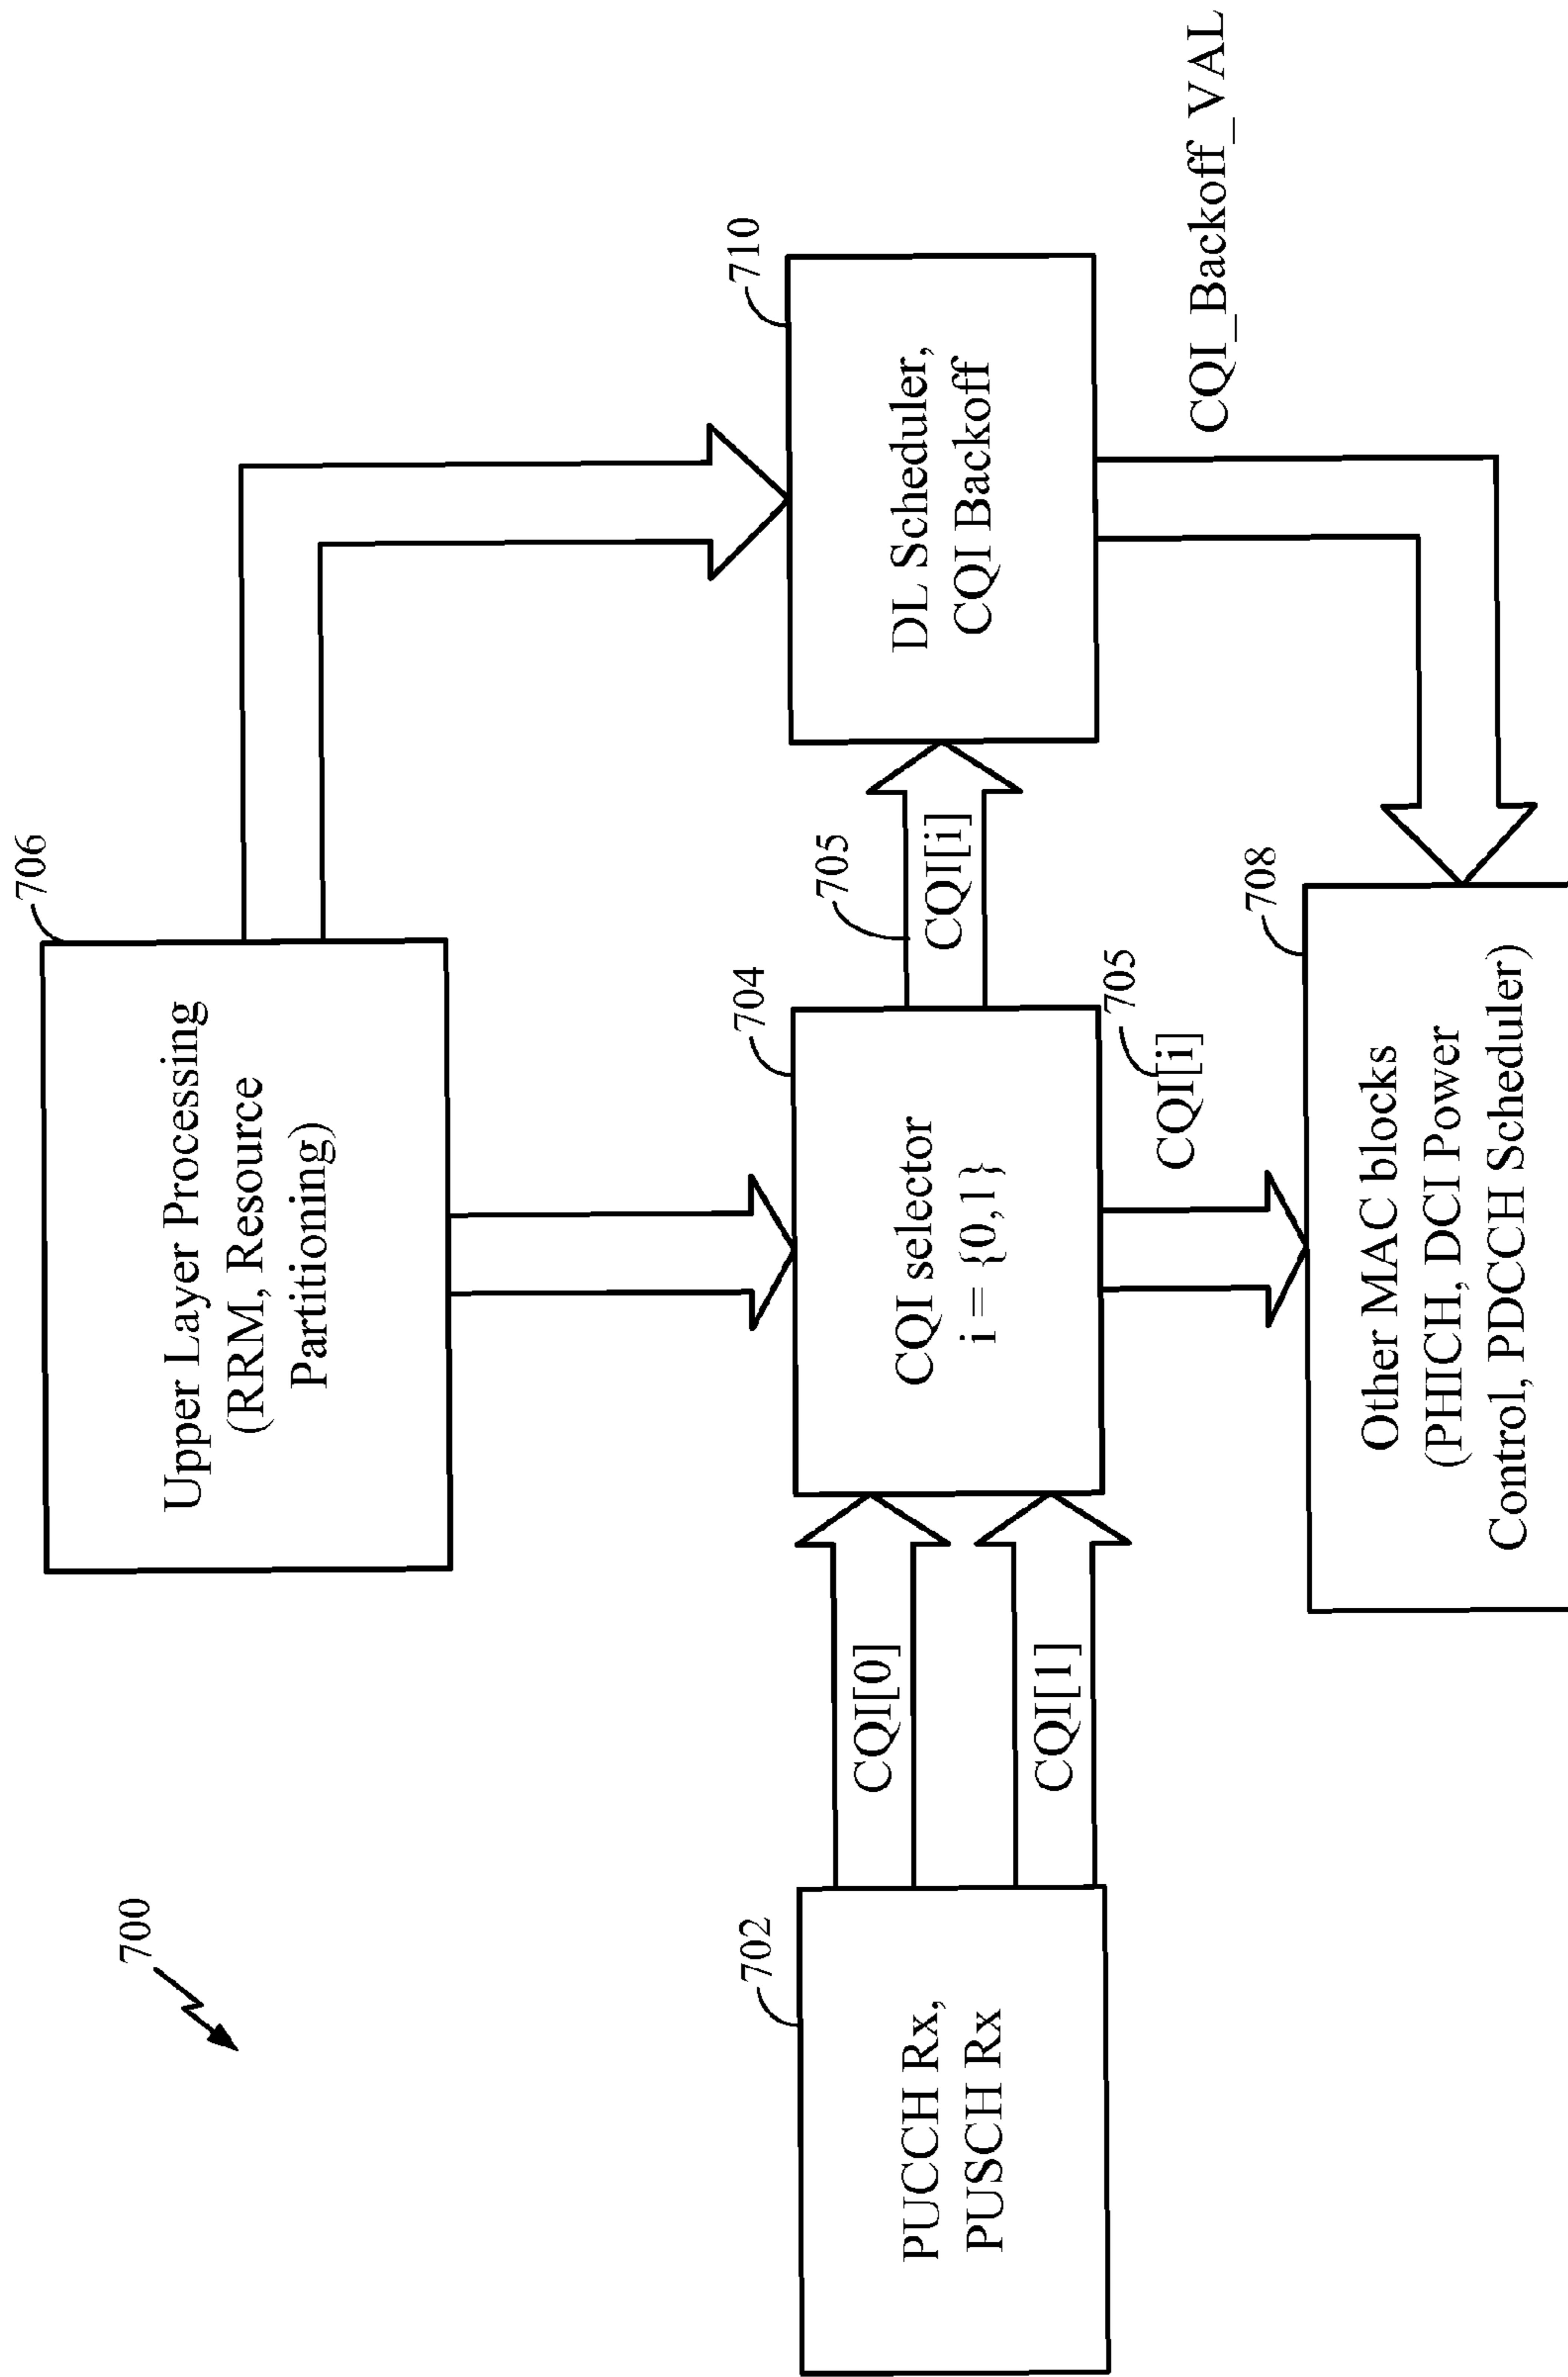 700
706
Upper Layer Processing
(RRM, Resource
Partitioning)
702
PUCCH Rx,
PUSCH Rx
CQI[0]
CQI[1]
704
CQI selector
i = {0,1}
705
CQI[i]
710
DL Scheduler,
CQI Backoff
705
CQI[i]
CQI_Backoff_VAL
708
Other MAC blocks
(PHICH, DCI Power
Control, PDCCH Scheduler)